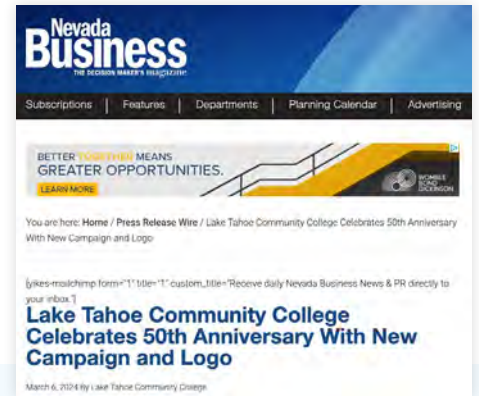 Nevada
Business
THE DECISION MAKER'S magazine
Subscriptions | Features | Departments | Planning Calendar | Advertising
BETTER TOGETHER MEANS
GREATER OPPORTUNITIES.
LEARN MORE
WOMBLE
BOND
DICKINSON
You are here: Home / Press Release Wire / Lake Tahoe Community College Celebrates 50th Anniversary
With New Campaign and Logo
[yikes-mailchimp form="1" title="1" custom_title="Receive daily Nevada Business News & PR directly to
your inbox."]
Lake Tahoe Community College
Celebrates 50th Anniversary With New
Campaign and Logo
March 6, 2024 By Lake Tahoe Community College